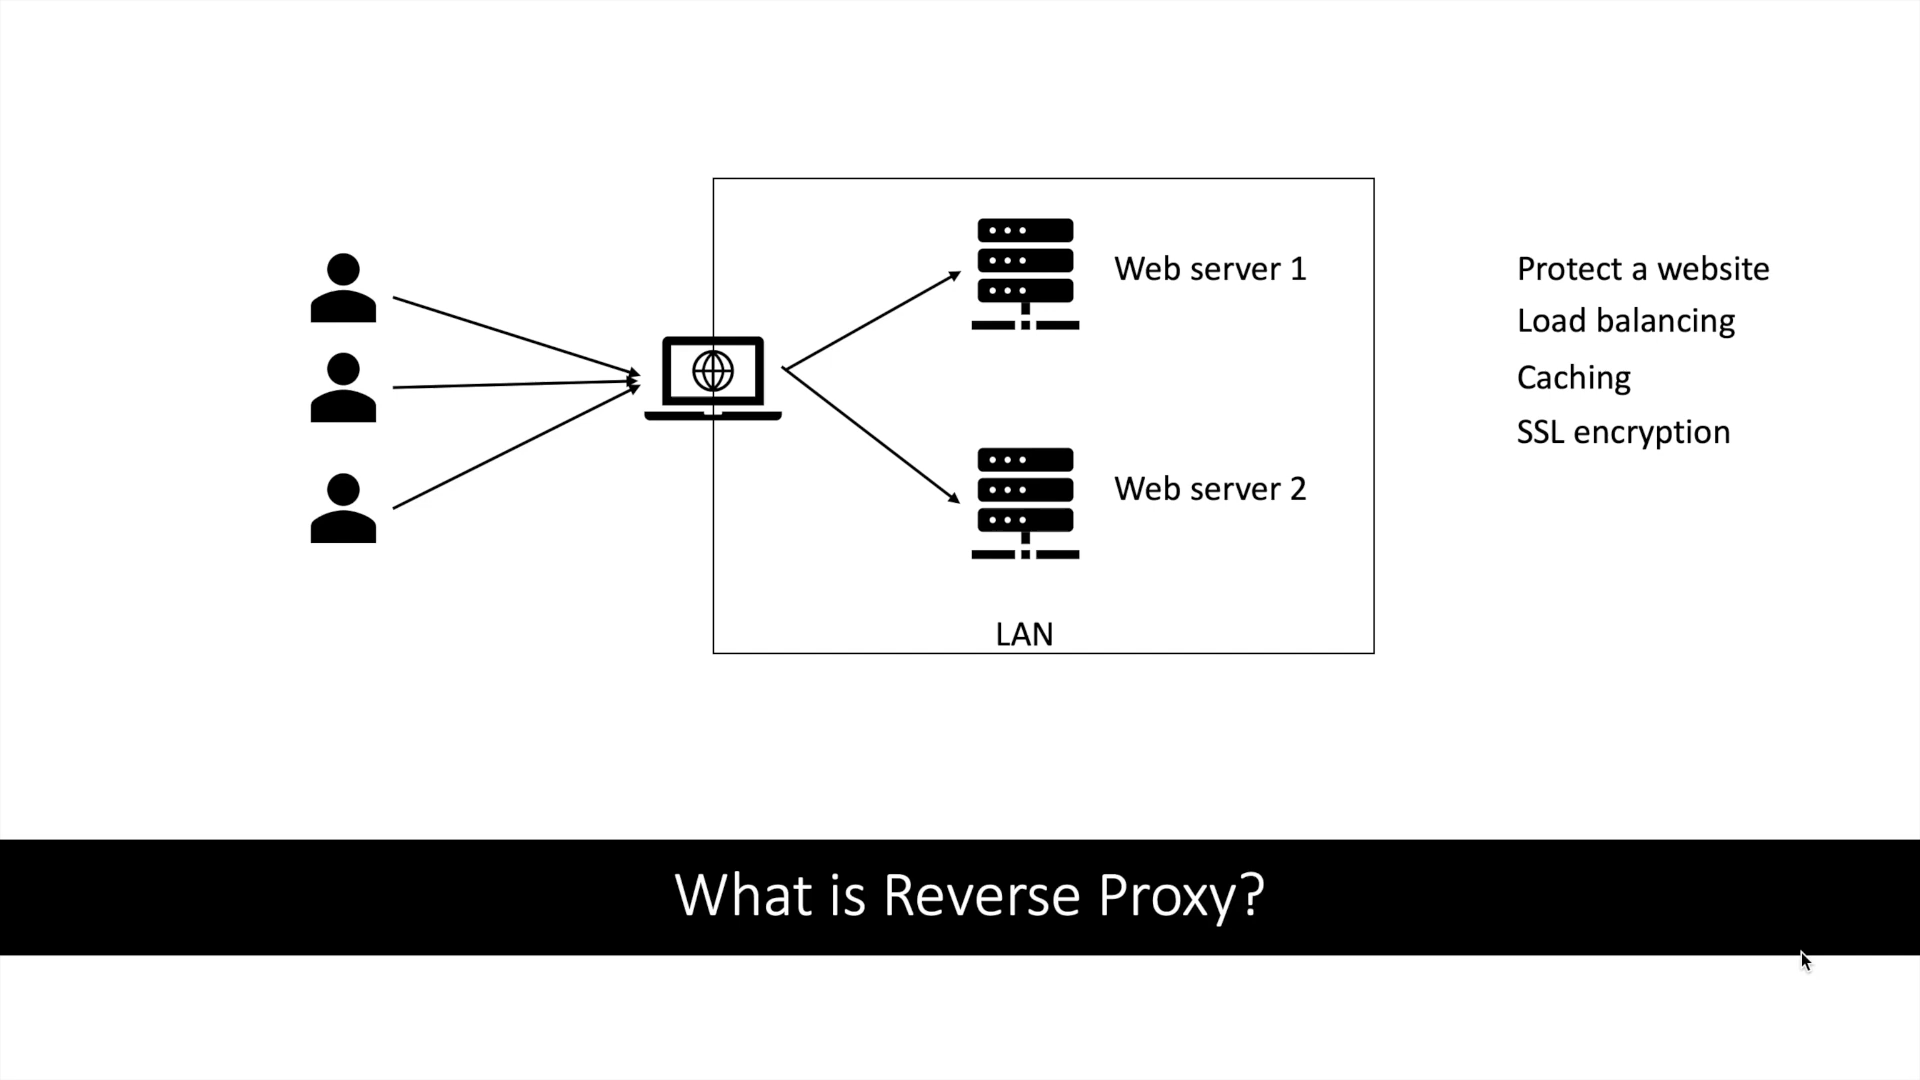 Web server 1
Web server 2
LAN
Protect a website
Load balancing
Caching
SSL encryption
What is Reverse Proxy?